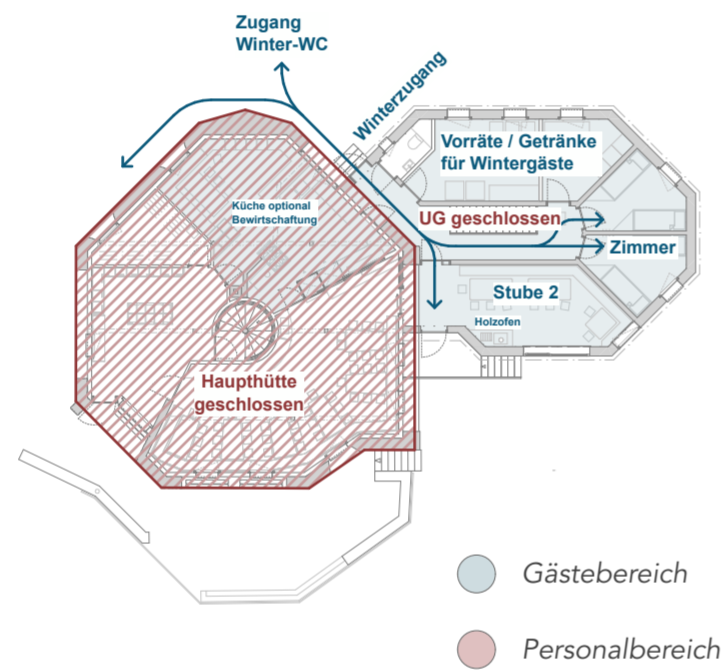 Zugang
Winter-WC
Winterzugang
Vorräte / Getränke
für Wintergäste
Küche optional
Bewirtschaftung
UG geschlossen
Zimmer
Stube 2
Holzofen
Haupthütte
geschlossen
Gästebereich
Personalbereich